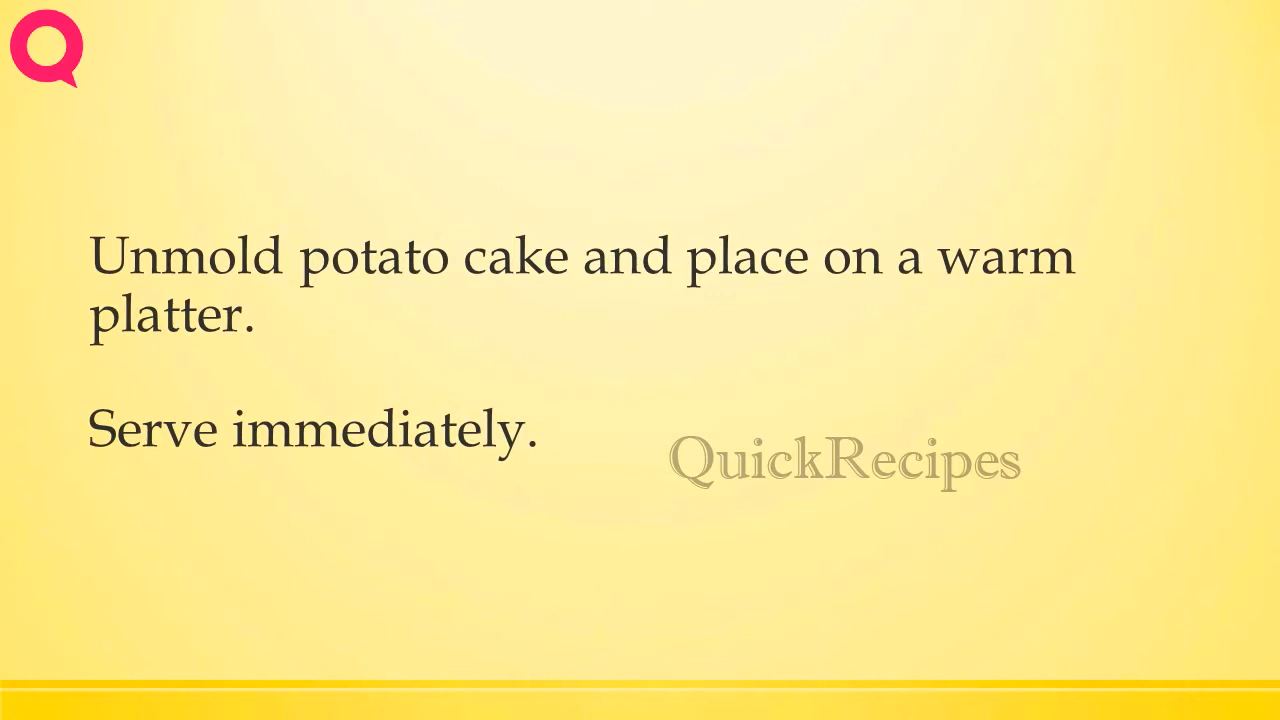 Unmold potato cake and place on a warm
platter.
Serve immediately.
QuickRecipes